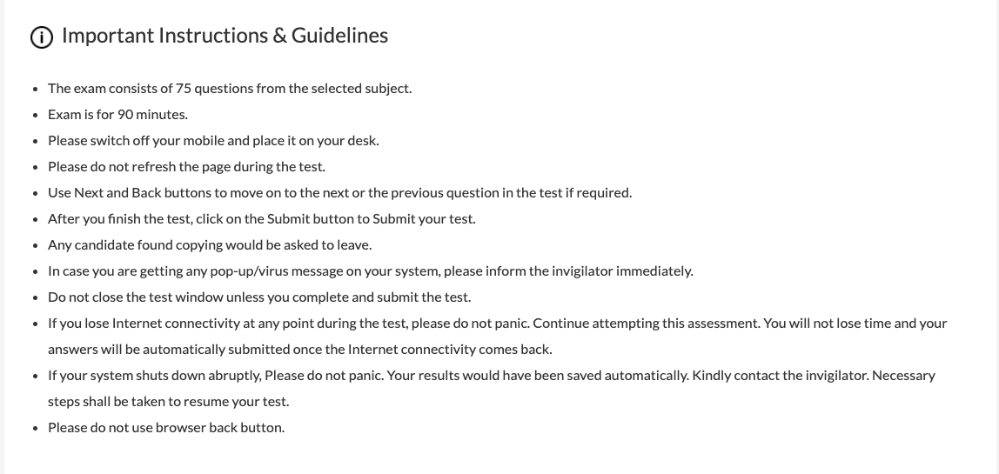 Important Instructions & Guidelines
The exam consists of 75 questions from the selected subject.
Exam is for 90 minutes.
Please switch off your mobile and place it on your desk.
Please do not refresh the page during the test.
Use Next and Back buttons to move on to the next or the previous question in the test if required.
After you finish the test, click on the Submit button to Submit your test.
Any candidate found copying would be asked to leave.
In case you are getting any pop-up/virus message on your system, please inform the invigilator immediately.
Do not close the test window unless you complete and submit the test.
If you lose Internet connectivity at any point during the test, please do not panic. Continue attempting this assessment. You will not lose time and your
answers will be automatically submitted once the Internet connectivity comes back.
If your system shuts down abruptly, Please do not panic. Your results would have been saved automatically. Kindly contact the invigilator. Necessary
steps shall be taken to resume your test.
Please do not use browser back button.